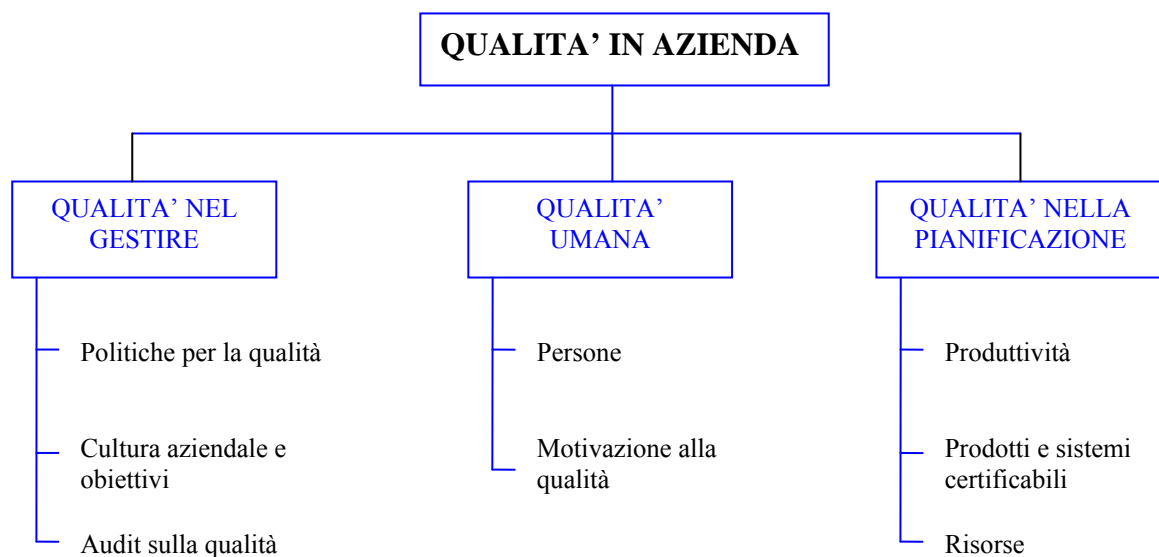 QUALITA’ IN AZIENDA
QUALITA’ NEL
GESTIRE
Politiche per la qualità
Cultura aziendale e
obiettivi
Audit sulla qualità
QUALITA’
UMANA
Persone
Motivazione alla
qualità
QUALITA’ NELLA
PIANIFICAZIONE
Produttività
Prodotti e sistemi
certificabili
Risorse